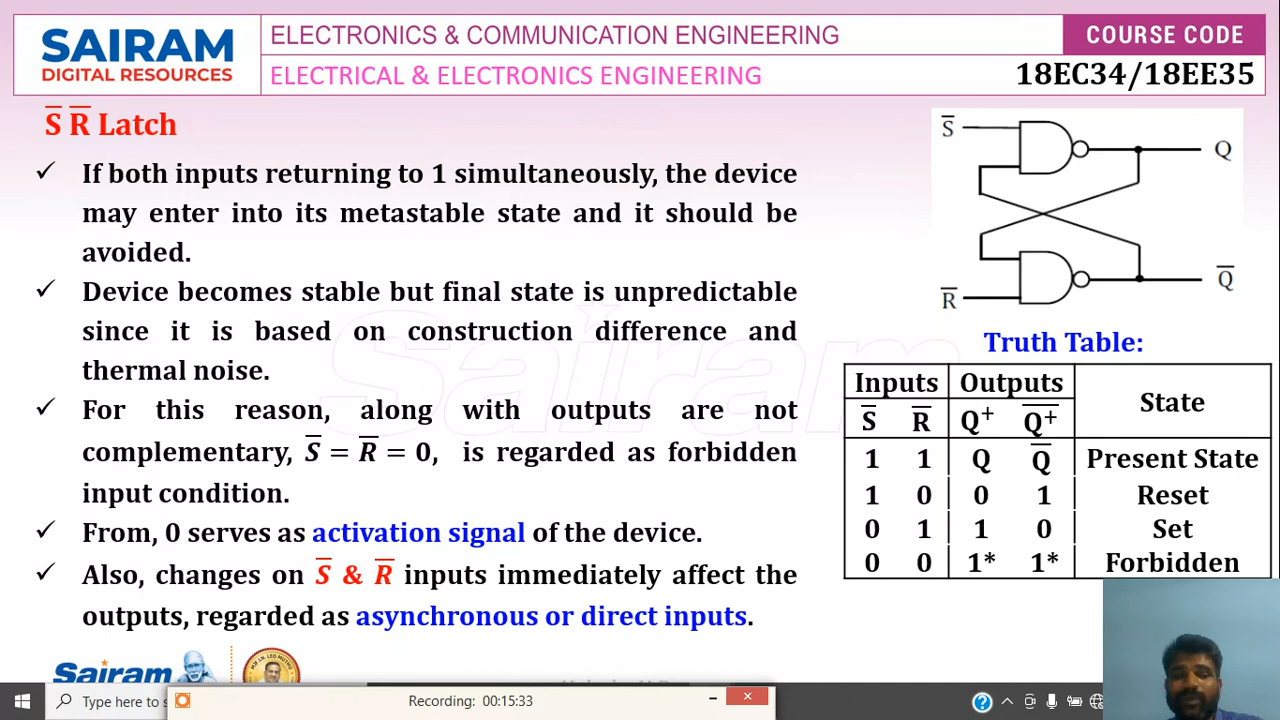 SAIRAM
DIGITAL RESOURCES
ELECTRONICS & COMMUNICATION ENGINEERING
COURSE CODE
ELECTRICAL & ELECTRONICS ENGINEERING
18EC34/18EE35
S̅ R̅ Latch
✓ If both inputs returning to 1 simultaneously, the device
may enter into its metastable state and it should be
avoided.
✓ Device becomes stable but final state is unpredictable
since it is based on construction difference and
thermal noise.
✓ For this reason, along with outputs are not
complementary, S̅ = R̅ = 0, is regarded as forbidden
input condition.
✓ From, 0 serves as activation signal of the device.
✓ Also, changes on S̅ & R̅ inputs immediately affect the
outputs, regarded as asynchronous or direct inputs.
S̅
Q
R̅
Q̅
Truth Table:
Inputs Outputs State
S̅ R̅ Q⁺ Q̅⁺
1 1 Q Q̅ Present State
1 0 0 1 Reset
0 1 1 0 Set
0 0 1* 1* Forbidden
Sairam
Sairam
Type here to s
Recording: 00:15:33